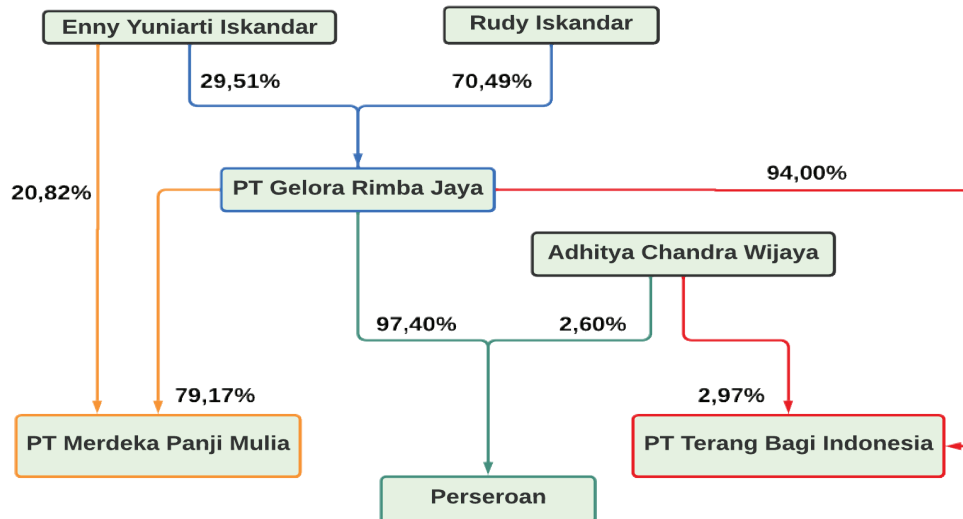 Enny Yuniarti Iskandar
Rudy Iskandar
29,51%
70,49%
20,82%
PT Gelora Rimba Jaya
94,00%
Adhitya Chandra Wijaya
97,40%
2,60%
79,17%
2,97%
PT Merdeka Panji Mulia
PT Terang Bagi Indonesia
Perseroan